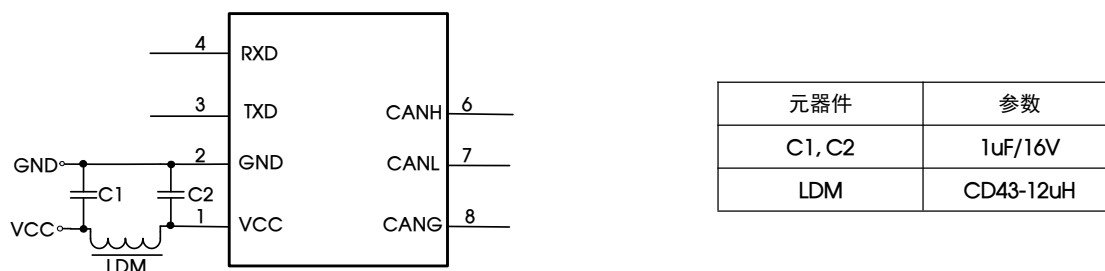 4
RXD
3
TXD
CANH
6
GND
2
GND
CANL
7
C1
C2
VCC
1
VCC
CANG
8
LDM
元器件 参数
C1, C2 1uF/16V
LDM CD43-12uH